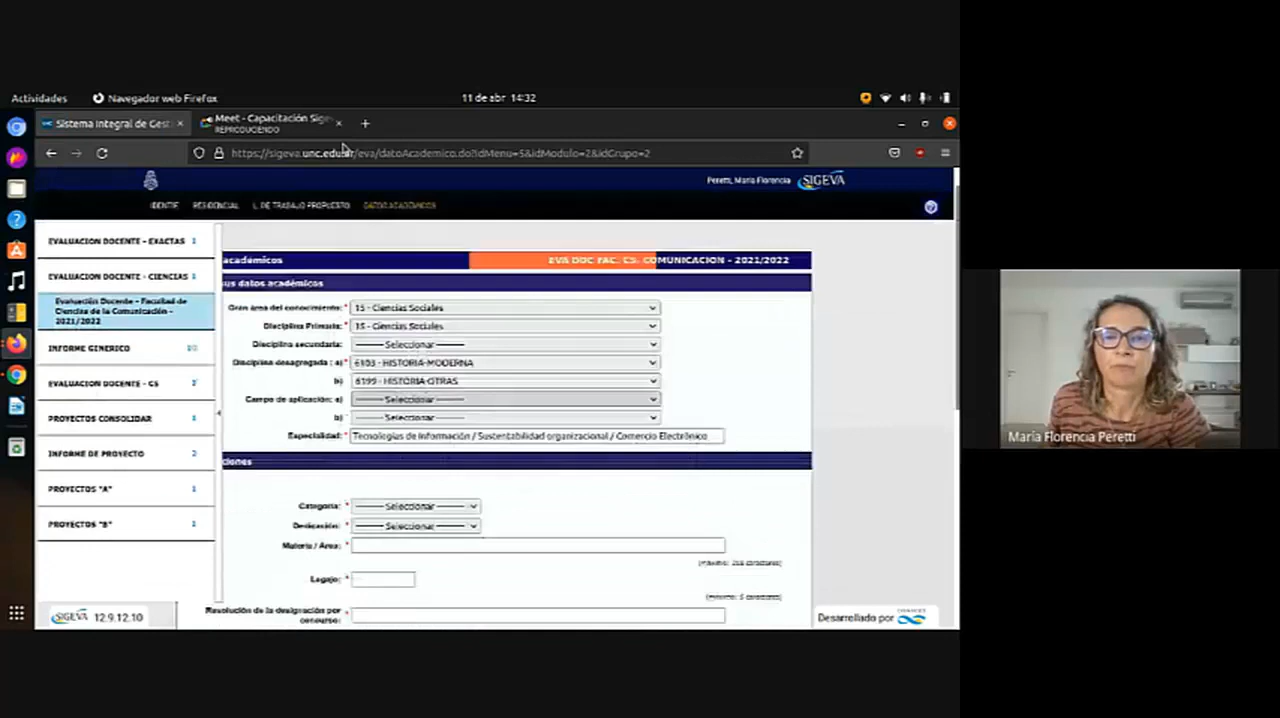 Actividades
Navegador web Firefox
11 de abr 14:32
Sistema Integral de Gest
Meet - Capacitación Sige
REPRODUCIENDO
https://sigeva.unc.edu.ar/eva/datoAcademico.do?idMenu=5&idModulo=2&idGrupo=2
Peretti, María Florencia
SIGEVA
IDENTIF
RESIDENCIAL
L. DE TRABAJO PROPUESTO
DATOS ACADÉMICOS
EVALUACION DOCENTE - EXACTAS
EVALUACION DOCENTE - CIENCIAS
Evaluación Docente - Facultad de
Ciencias de la Comunicación -
2021/2022
INFORME GENERICO
EVALUACION DOCENTE - CS
PROYECTOS CONSOLIDAR
INFORME DE PROYECTO
PROYECTOS "A"
PROYECTOS "B"
académicos
EVA DOC FAC. CS. COMUNICACION - 2021/2022
sus datos académicos
Gran área del conocimiento: * 15 - Ciencias Sociales
Disciplina Primaria: * 15 - Ciencias Sociales
Disciplina secundaria: Seleccionar
Disciplina desagregada : a) * 6103 - HISTORIA-MODERNA
b) 6199 - HISTORIA-OTRAS
Campo de aplicación: a) Seleccionar
b) Seleccionar
Especialidad: * Tecnologías de Información / Sustentabilidad organizacional / Comercio Electrónico
ciones
Categoría: * Seleccionar
Dedicación: * Seleccionar
Materia / Área: *
Legajo: *
Resolución de la designación por
concurso: *
SIGEVA 12.9.12.10
Desarrollado por
María Florencia Peretti